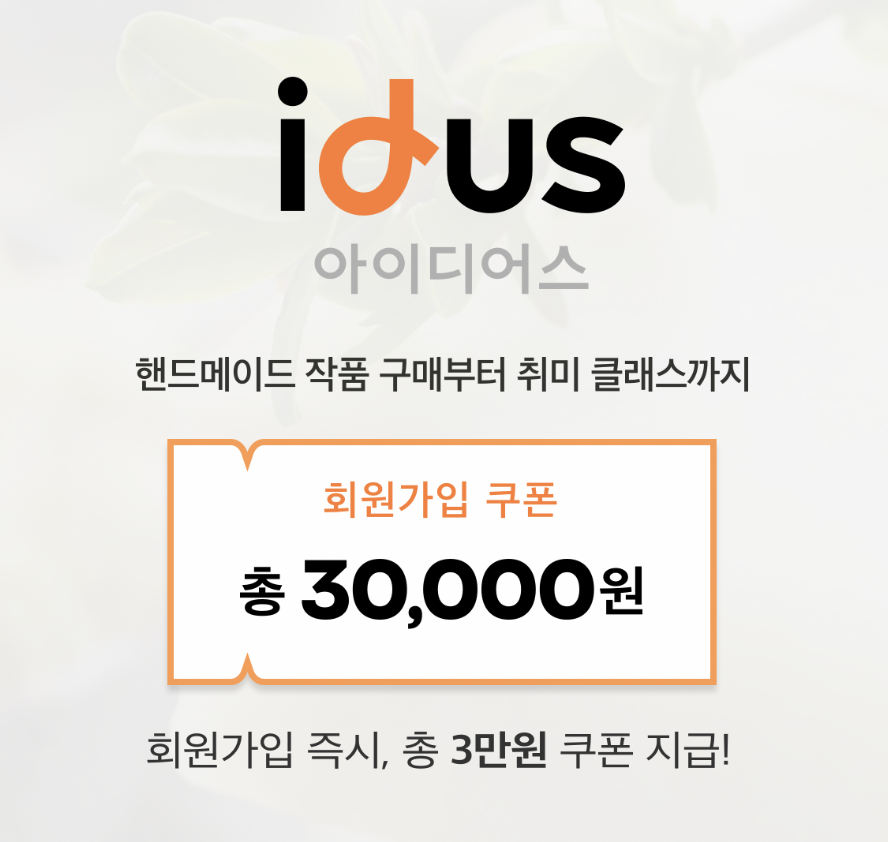 idus
아이디어스
핸드메이드 작품 구매부터 취미 클래스까지
회원가입 쿠폰
총 30,000원
회원가입 즉시, 총 3만원 쿠폰 지급!